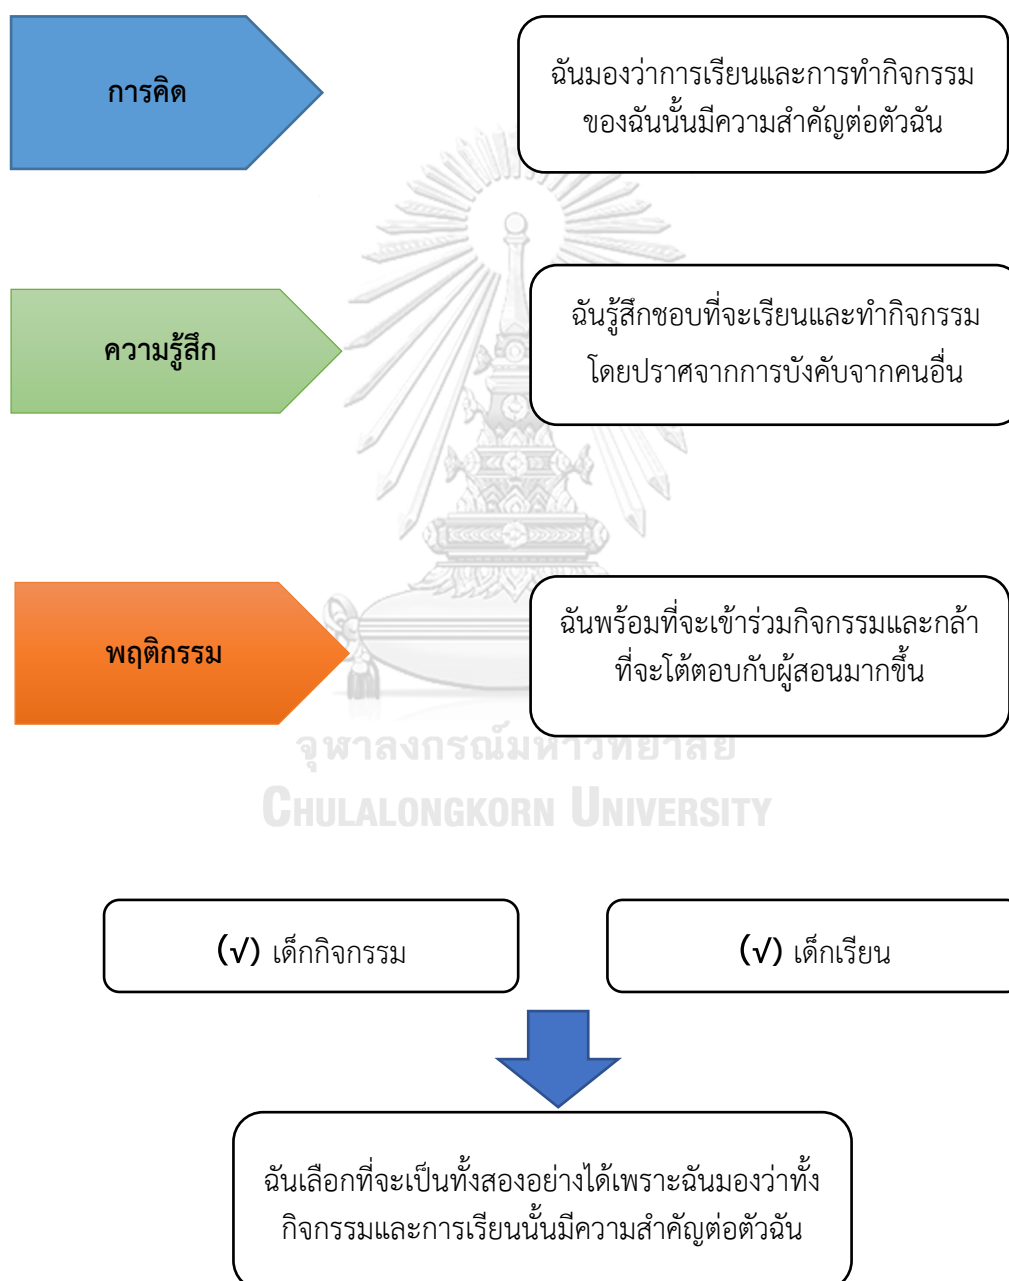 การคิด
ฉันมองว่าการเรียนและการทำกิจกรรม
ของฉันนั้นมีความสำคัญต่อตัวฉัน
ความรู้สึก
ฉันรู้สึกชอบที่จะเรียนและทำกิจกรรม
โดยปราศจากการบังคับจากคนอื่น
พฤติกรรม
ฉันพร้อมที่จะเข้าร่วมกิจกรรมและกล้า
ที่จะโต้ตอบกับผู้สอนมากขึ้น
จุฬาลงกรณ์มหาวิทยาลัย
CHULALONGKORN UNIVERSITY
(√) เด็กกิจกรรม
(√) เด็กเรียน
ฉันเลือกที่จะเป็นทั้งสองอย่างได้เพราะฉันมองว่าทั้ง
กิจกรรมและการเรียนนั้นมีความสำคัญต่อตัวฉัน